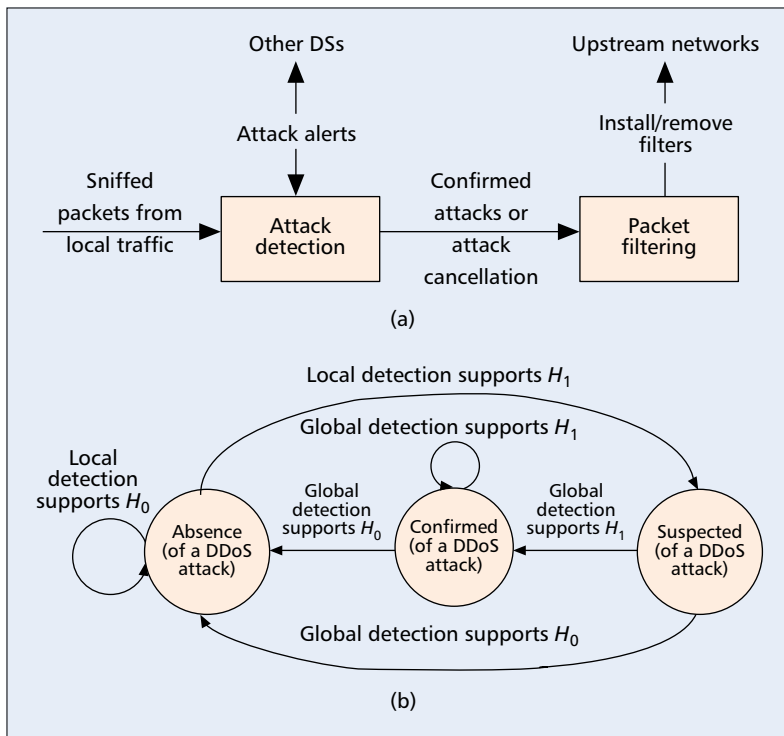 Other DSs
Upstream networks
Attack alerts
Install/remove
filters
Sniffed
packets from
local traffic
Attack
detection
Confirmed
attacks or
attack
cancellation
Packet
filtering
(a)
Local detection supports H1
Global detection supports H1
Local
detection
supports H0
Absence
(of a DDoS
attack)
Global
detection
supports H0
Confirmed
(of a DDoS
attack)
Global
detection
supports H1
Suspected
(of a DDoS
attack)
Global detection supports H0
(b)